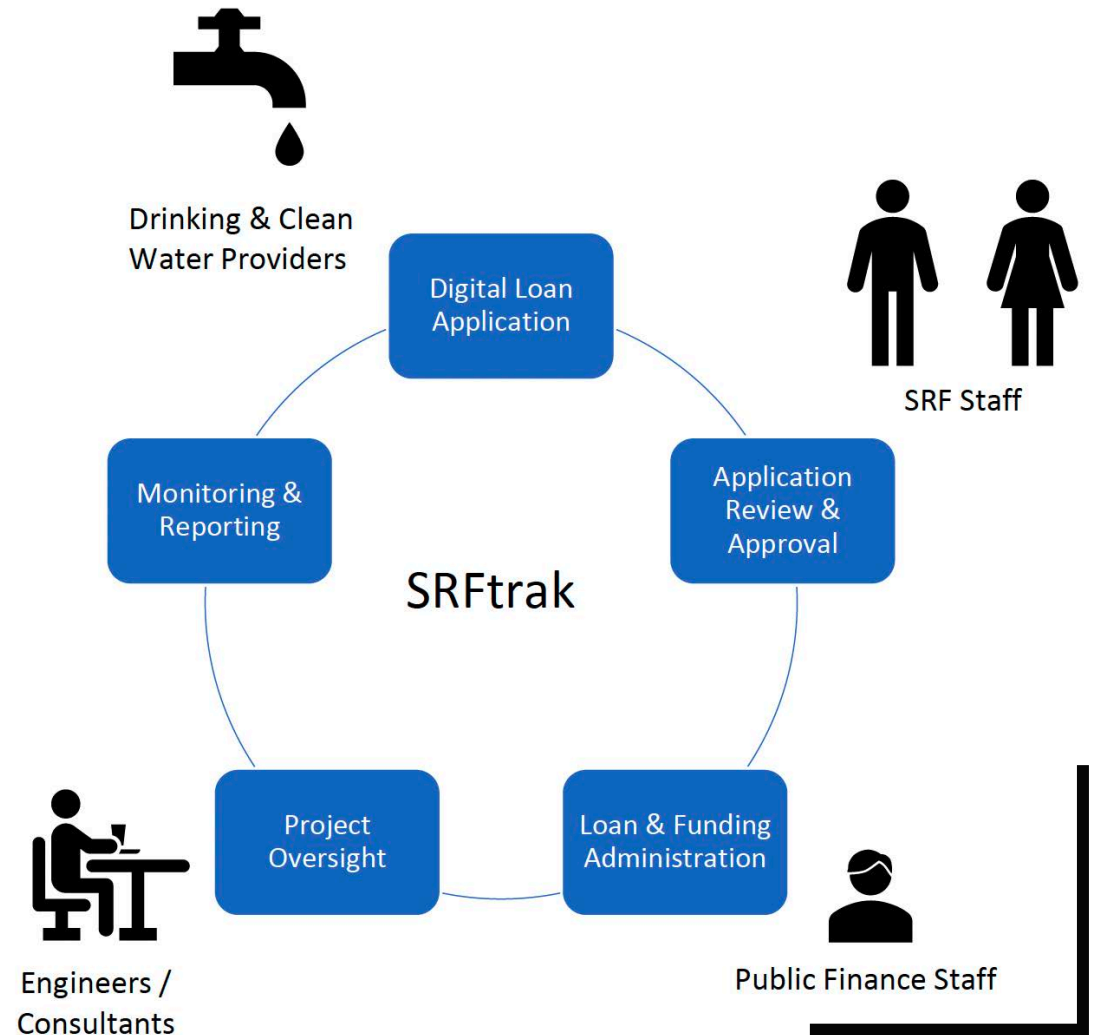 Drinking & Clean
Water Providers
Digital Loan
Application
SRF Staff
Application
Review &
Approval
Monitoring &
Reporting
SRFtrak
Project
Oversight
Loan & Funding
Administration
Engineers /
Consultants
Public Finance Staff